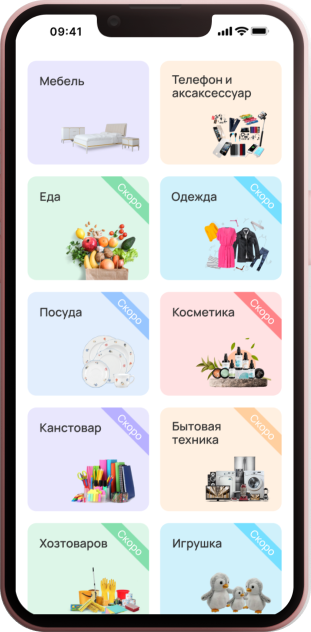 09:41
Мебель
Телефон и
аксаксессуар
Еда
Скоро
Одежда
Скоро
Посуда
Скоро
Косметика
Скоро
Канстовар
Скоро
Бытовая
техника
Скоро
Хозтоваров
Скоро
Игрушка
Скоро